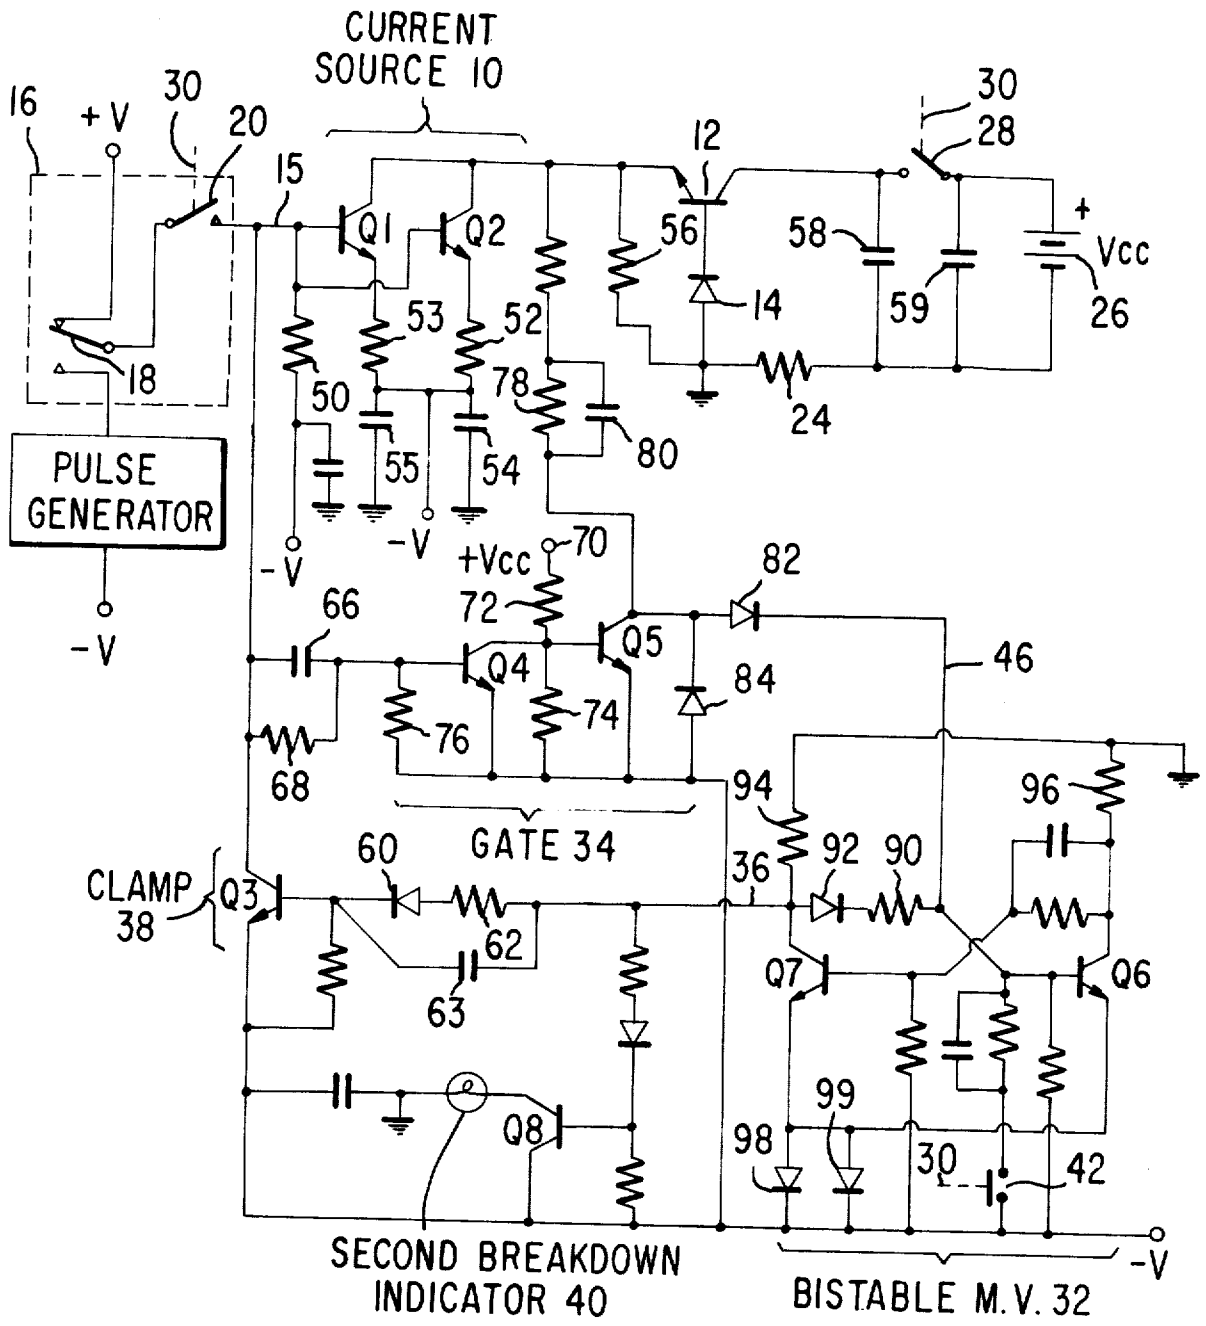 CURRENT
SOURCE 10
16
+V
30
20
15
Q1
Q2
12
30
28
56
58
59
+
Vcc
26
14
24
53
52
18
50
55
54
78
80
PULSE
GENERATOR
-V
-V
-V
+Vcc
70
72
82
66
Q4
Q5
46
84
76
74
68
GATE 34
94
96
CLAMP
38
Q3
60
62
63
36
92
90
Q7
Q6
Q8
98
99
30
42
SECOND BREAKDOWN
INDICATOR 40
-V
BISTABLE M.V. 32